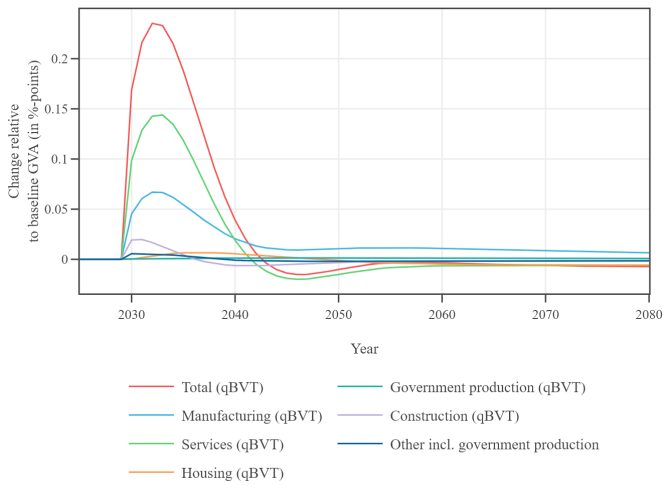 Change relative
to baseline GVA (in %-points)
0.2
0.15
0.1
0.05
0
2030 2040 2050 2060 2070 2080
Year
Total (qBVT) Government production (qBVT)
Manufacturing (qBVT) Construction (qBVT)
Services (qBVT) Other incl. government production
Housing (qBVT)